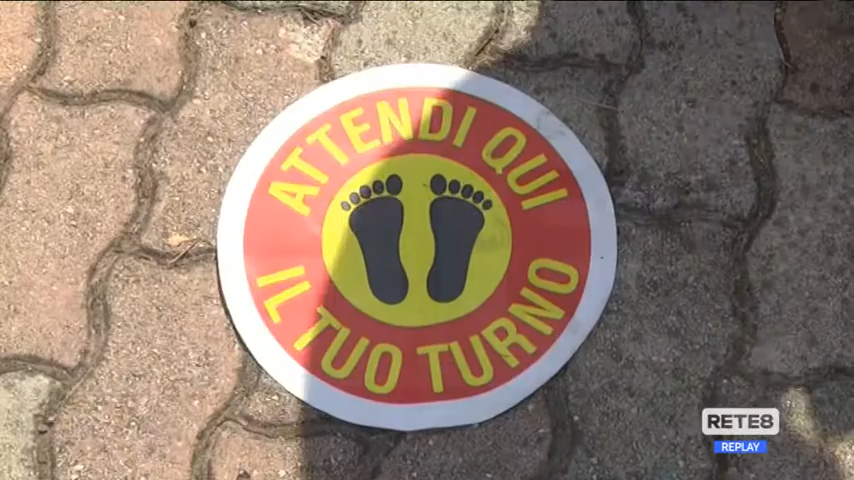 ATTENDI QUI
IL TUO TURNO
RETE8
REPLAY